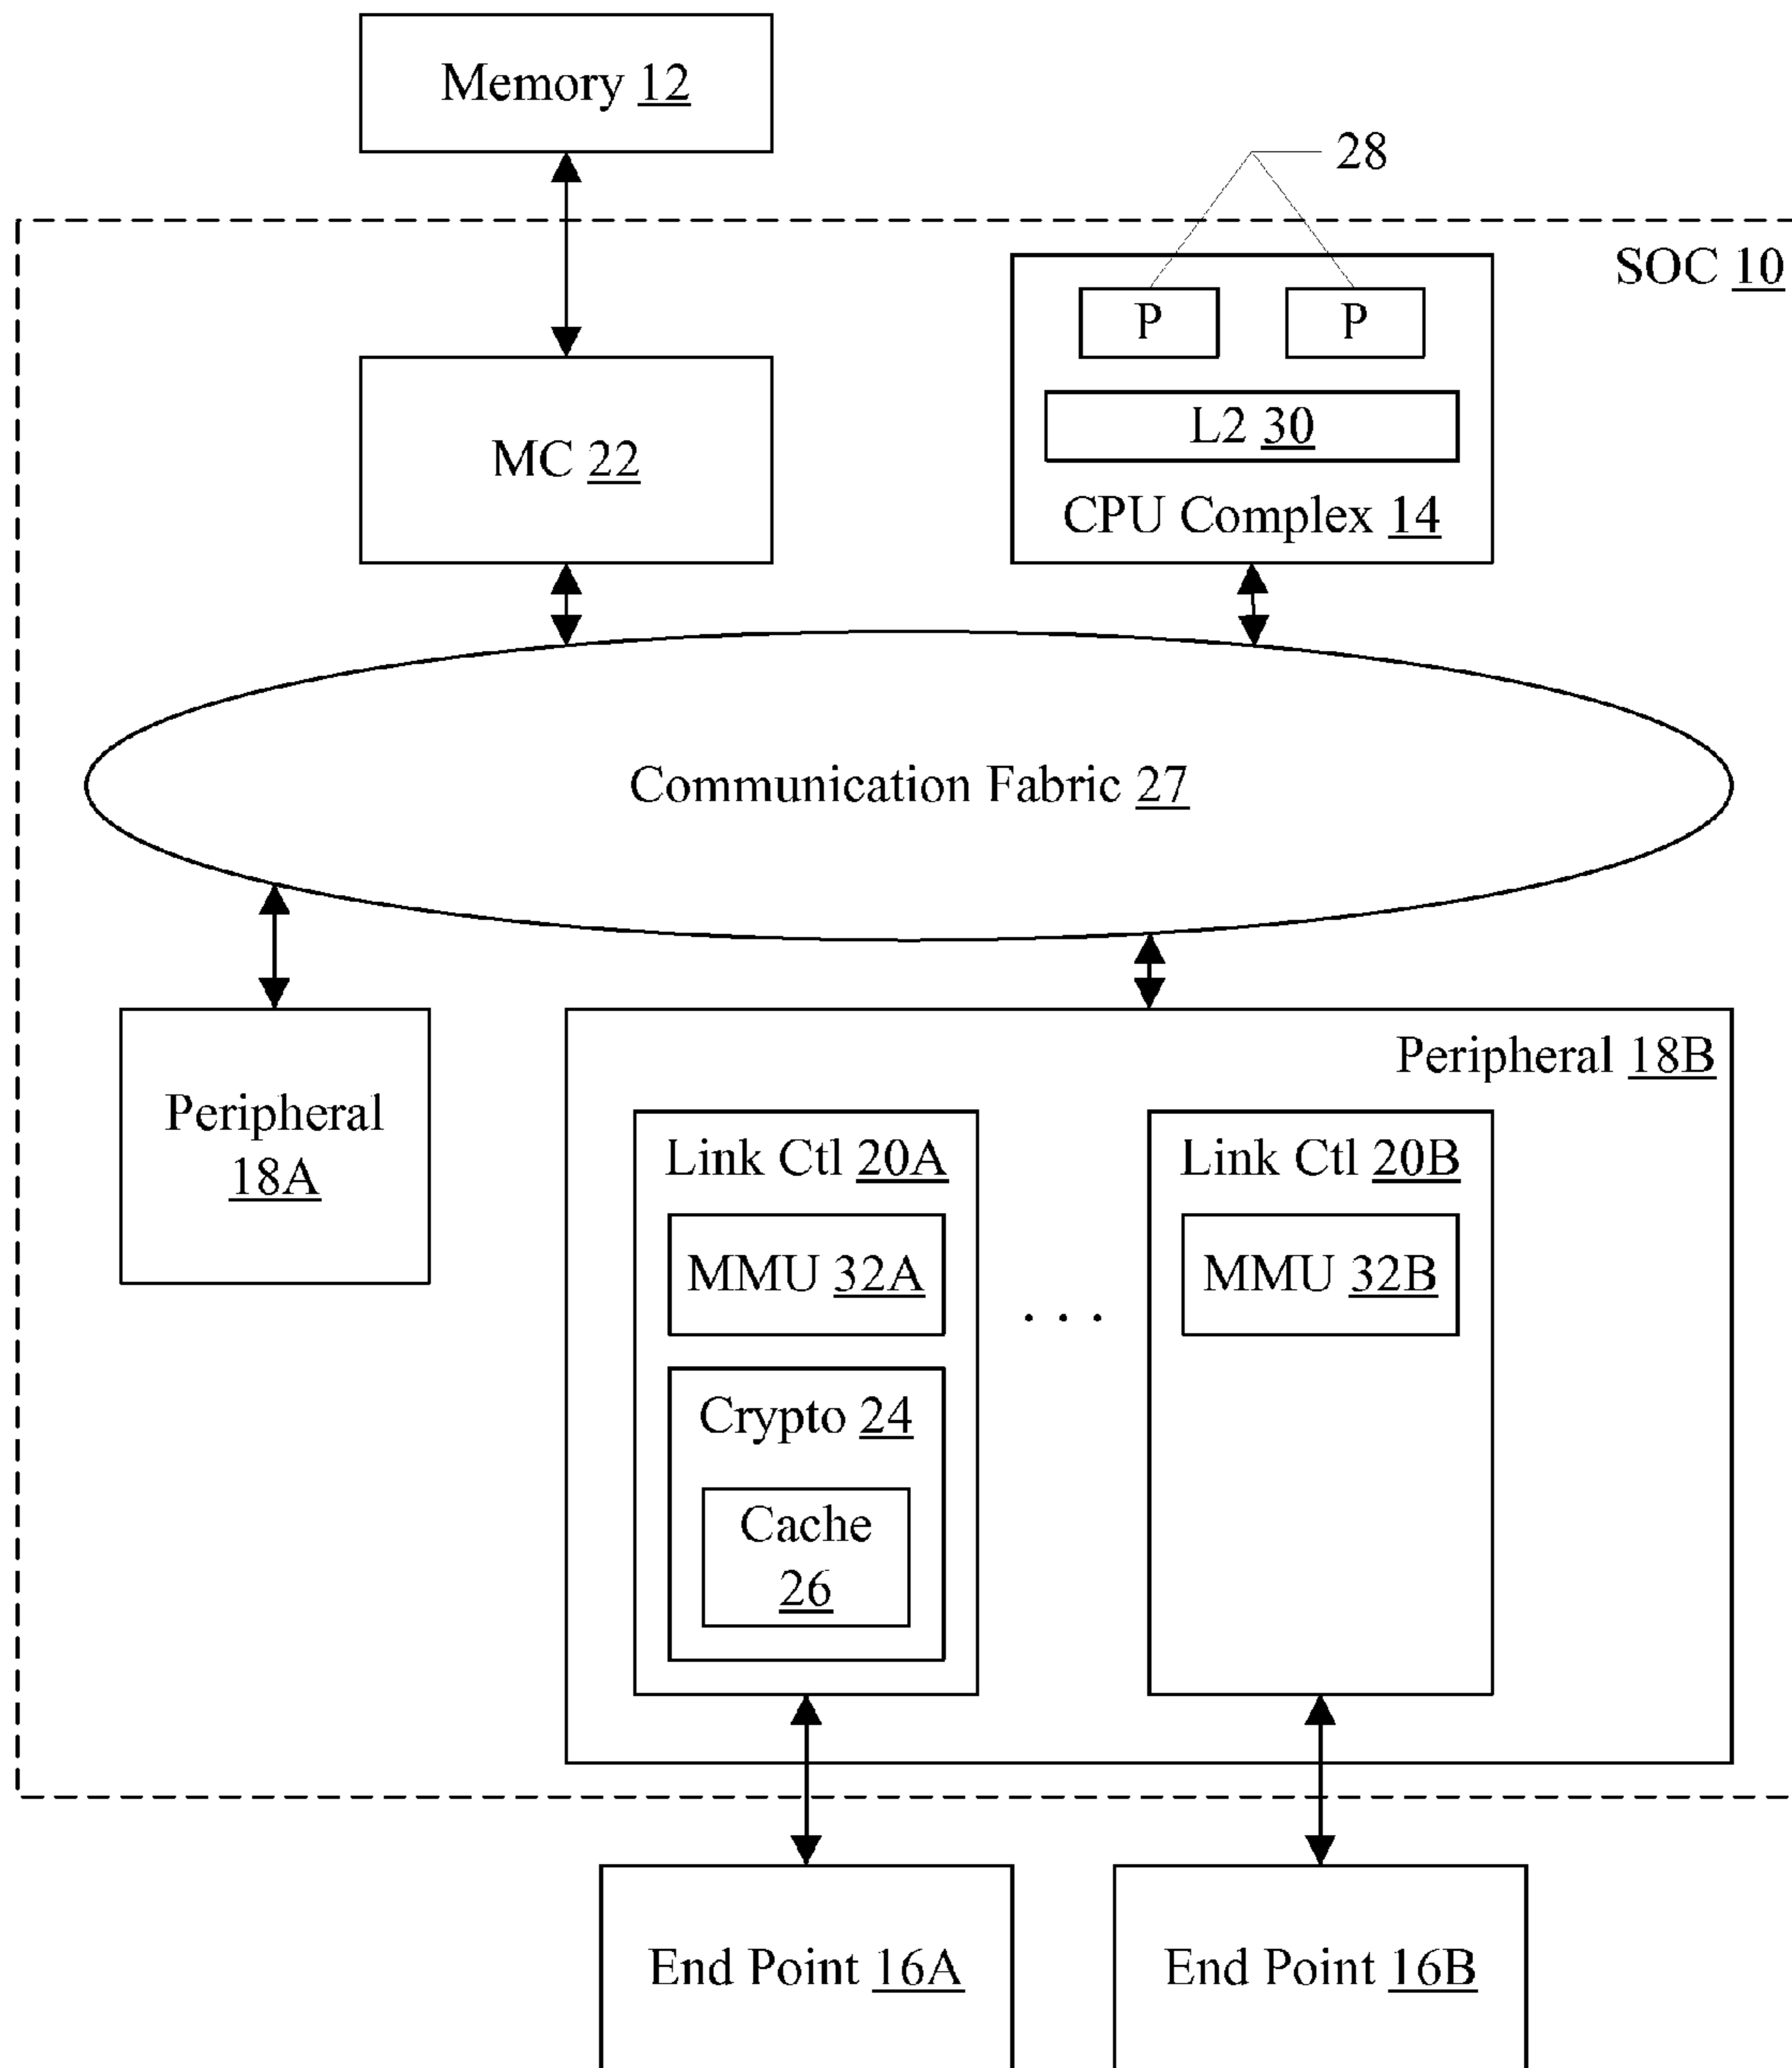 Memory 12
28
SOC 10
P
P
L2 30
MC 22
CPU Complex 14
Communication Fabric 27
Peripheral 18B
Peripheral
18A
Link Ctl 20A
Link Ctl 20B
MMU 32A
MMU 32B
. . .
Crypto 24
Cache
26
End Point 16A
End Point 16B